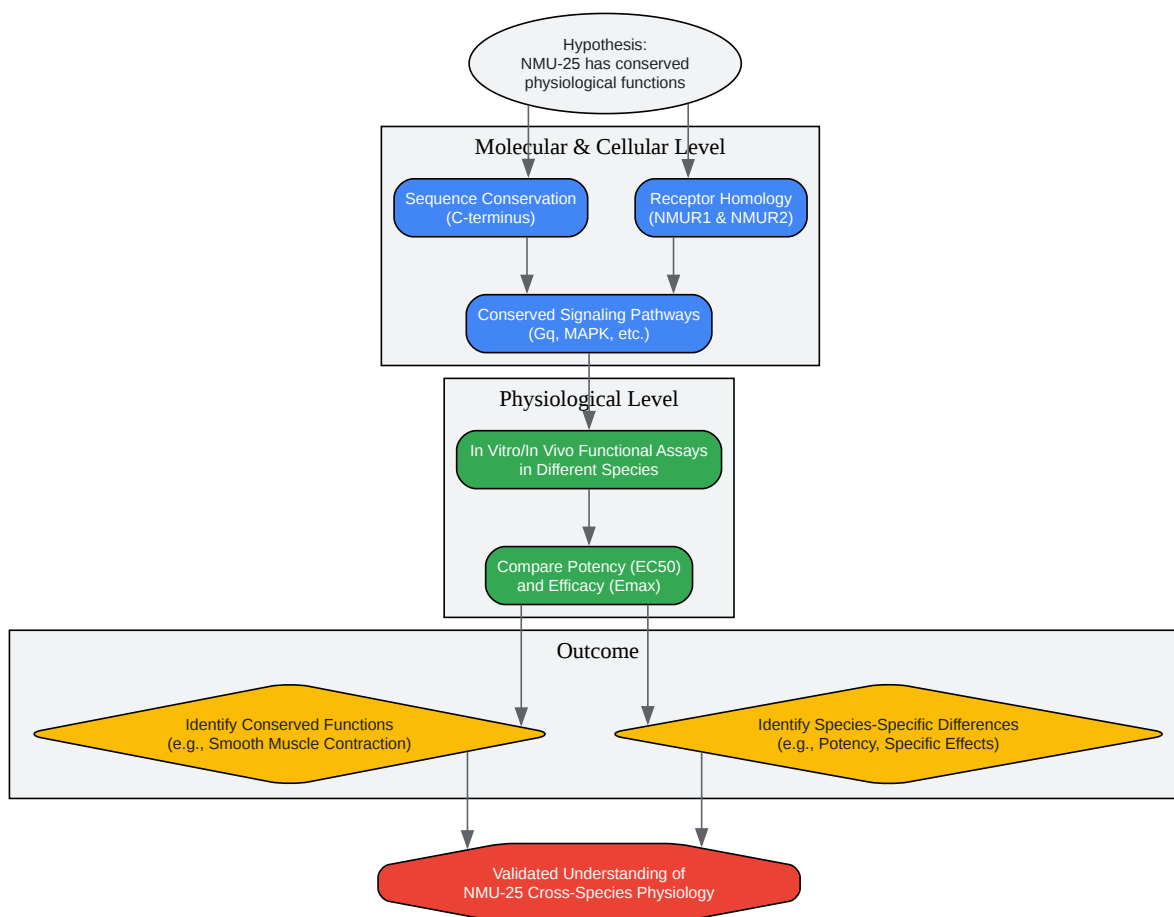 Hypothesis:
NMU-25 has conserved
physiological functions
Molecular & Cellular Level
Sequence Conservation
(C-terminus)
Receptor Homology
(NMUR1 & NMUR2)
Conserved Signaling Pathways
(Gq, MAPK, etc.)
Physiological Level
In Vitro/In Vivo Functional Assays
in Different Species
Compare Potency (EC50)
and Efficacy (Emax)
Outcome
Identify Conserved Functions
(e.g., Smooth Muscle Contraction)
Identify Species-Specific Differences
(e.g., Potency, Specific Effects)
Validated Understanding of
NMU-25 Cross-Species Physiology